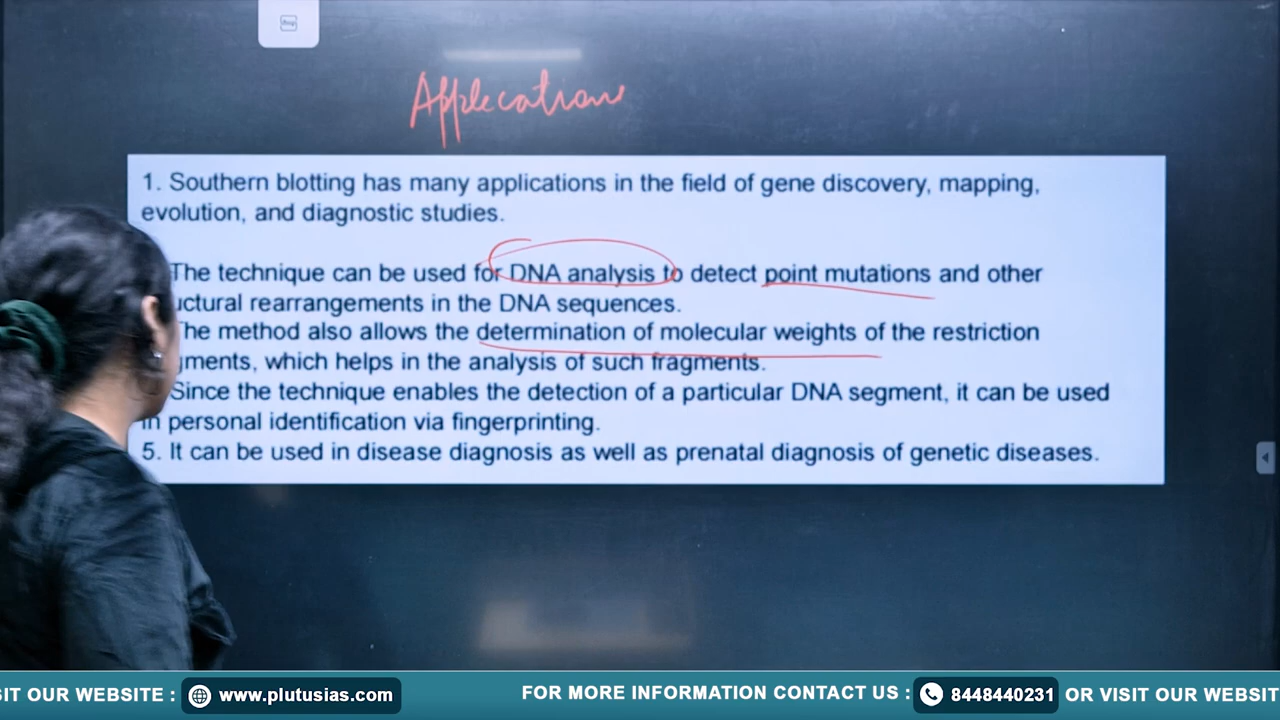 Applications
1. Southern blotting has many applications in the field of gene discovery, mapping,
evolution, and diagnostic studies.
The technique can be used for DNA analysis to detect point mutations and other
uctural rearrangements in the DNA sequences.
The method also allows the determination of molecular weights of the restriction
gments, which helps in the analysis of such fragments.
Since the technique enables the detection of a particular DNA segment, it can be used
in personal identification via fingerprinting.
5. It can be used in disease diagnosis as well as prenatal diagnosis of genetic diseases.
SIT OUR WEBSITE : www.plutusias.com FOR MORE INFORMATION CONTACT US : 8448440231 OR VISIT OUR WEBSIT